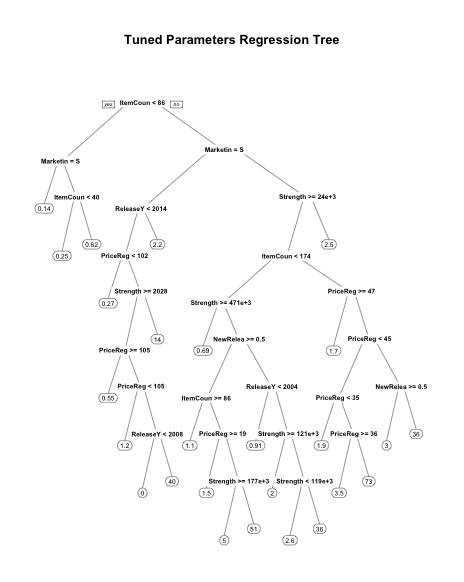 Tuned Parameters Regression Tree
yes ItemCoun < 86 no
Marketin = S
Marketin = S
ItemCoun < 40
Strength >= 24e+3
0.14
ReleaseY < 2014
0.62
2.2
2.5
0.25
PriceReg < 102
ItemCoun < 174
Strength >= 2028
PriceReg >= 47
0.27
Strength >= 471e+3
14
NewRelea >= 0.5
PriceReg < 45
PriceReg >= 105
0.69
1.7
PriceReg < 105
ReleaseY < 2004
NewRelea >= 0.5
0.55
ItemCoun >= 86
PriceReg < 35
ReleaseY < 2008
PriceReg >= 19
Strength >= 121e+3
PriceReg >= 36
36
1.2
1.1
0.91
1.9
3
40
Strength >= 177e+3
Strength < 119e+3
73
0
1.5
2
3.5
51
36
5
2.6